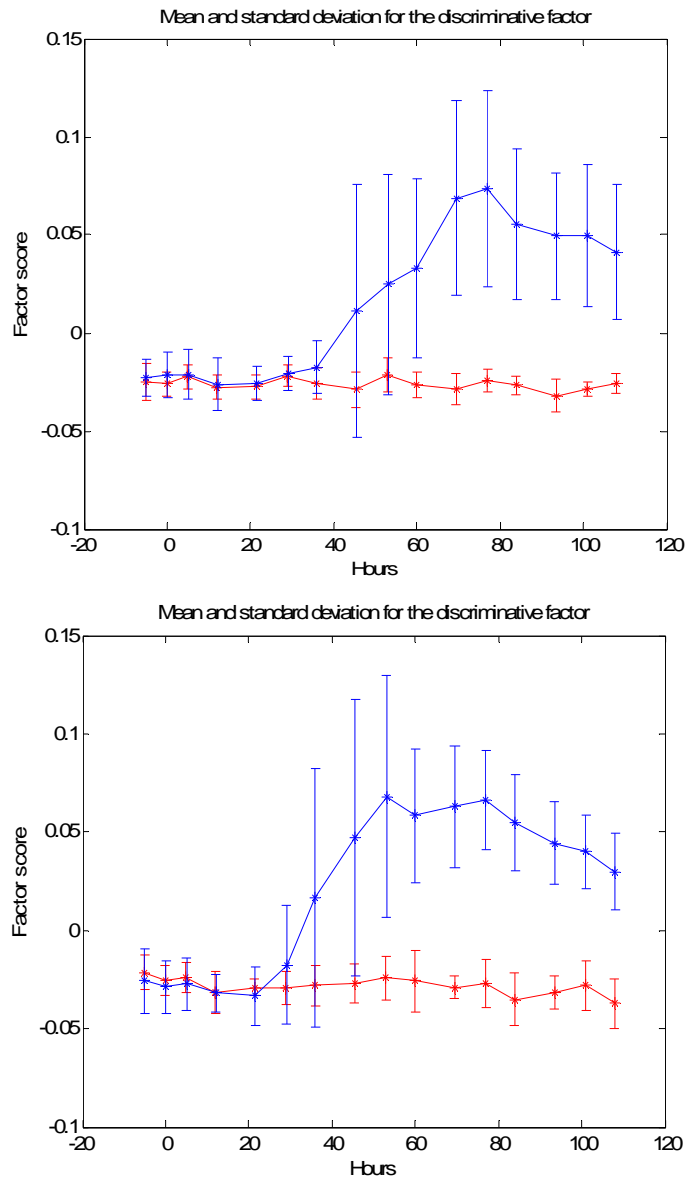 Mean and standard deviation for the discriminative factor
0.15
0.1
0.05
0
-0.05
-0.1
Factor score
-20 0 20 40 60 80 100 120
Hours
Mean and standard deviation for the discriminative factor
0.15
0.1
0.05
0
-0.05
-0.1
Factor score
-20 0 20 40 60 80 100 120
Hours